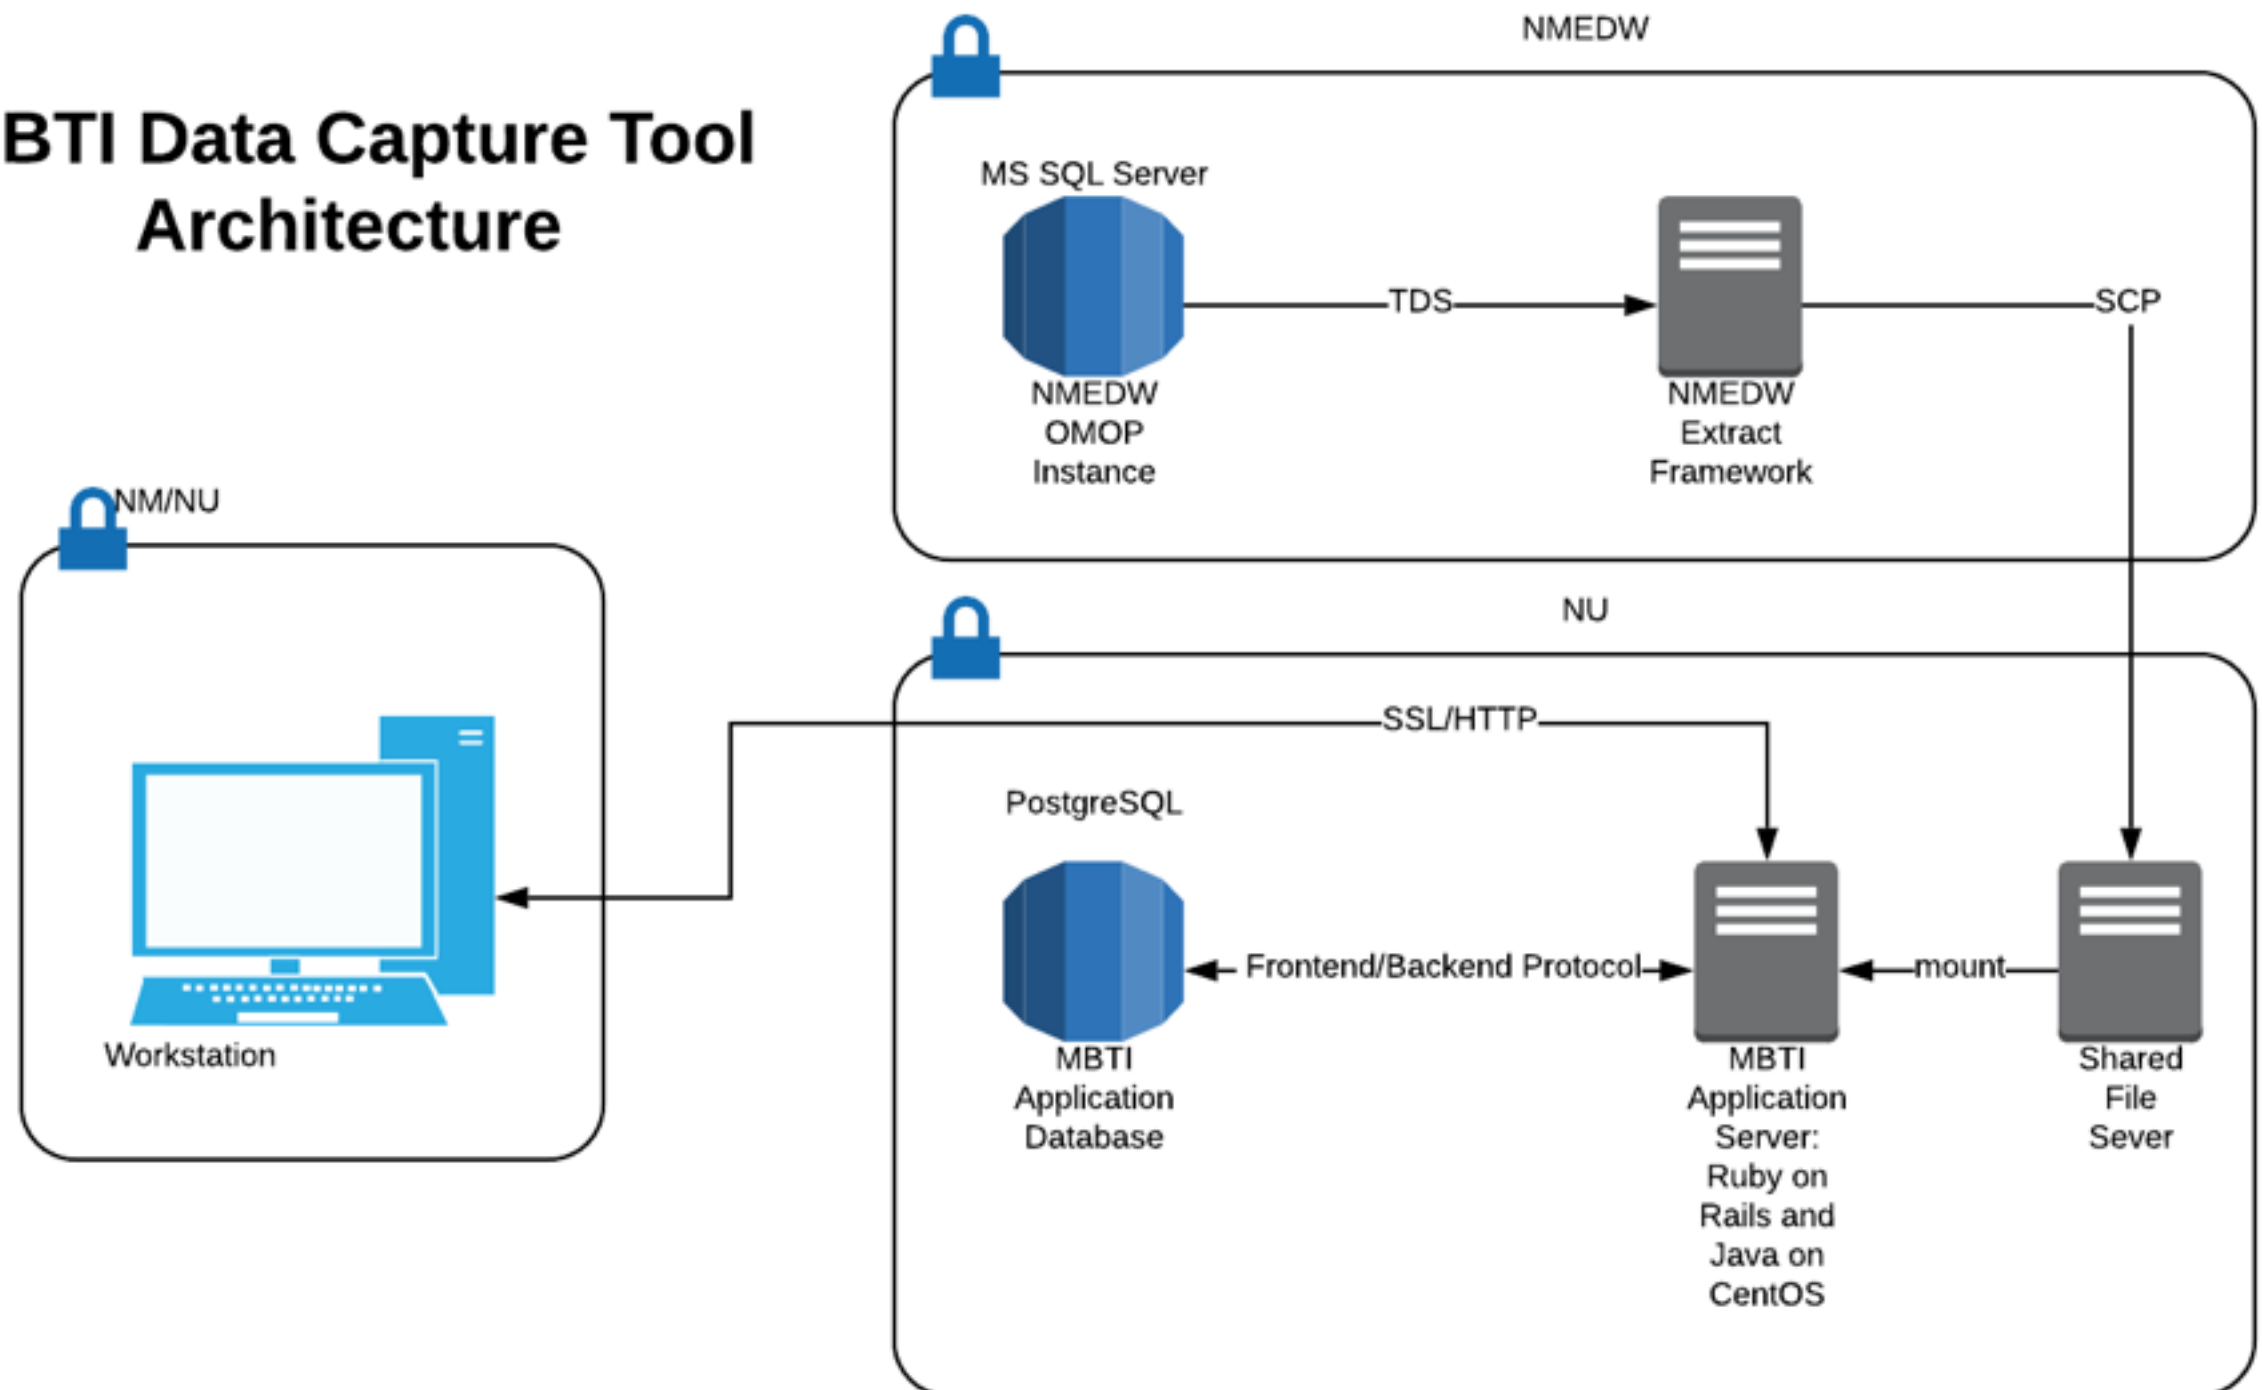 BTI Data Capture Tool
Architecture
NMEDW
MS SQL Server
TDS
SCP
NMEDW
OMOP
Instance
NMEDW
Extract
Framework
NM/NU
Workstation
NU
SSL/HTTP
PostgreSQL
Frontend/Backend Protocol
mount
MBTI
Application
Database
MBTI
Application
Server:
Ruby on
Rails and
Java on
CentOS
Shared
File
Sever